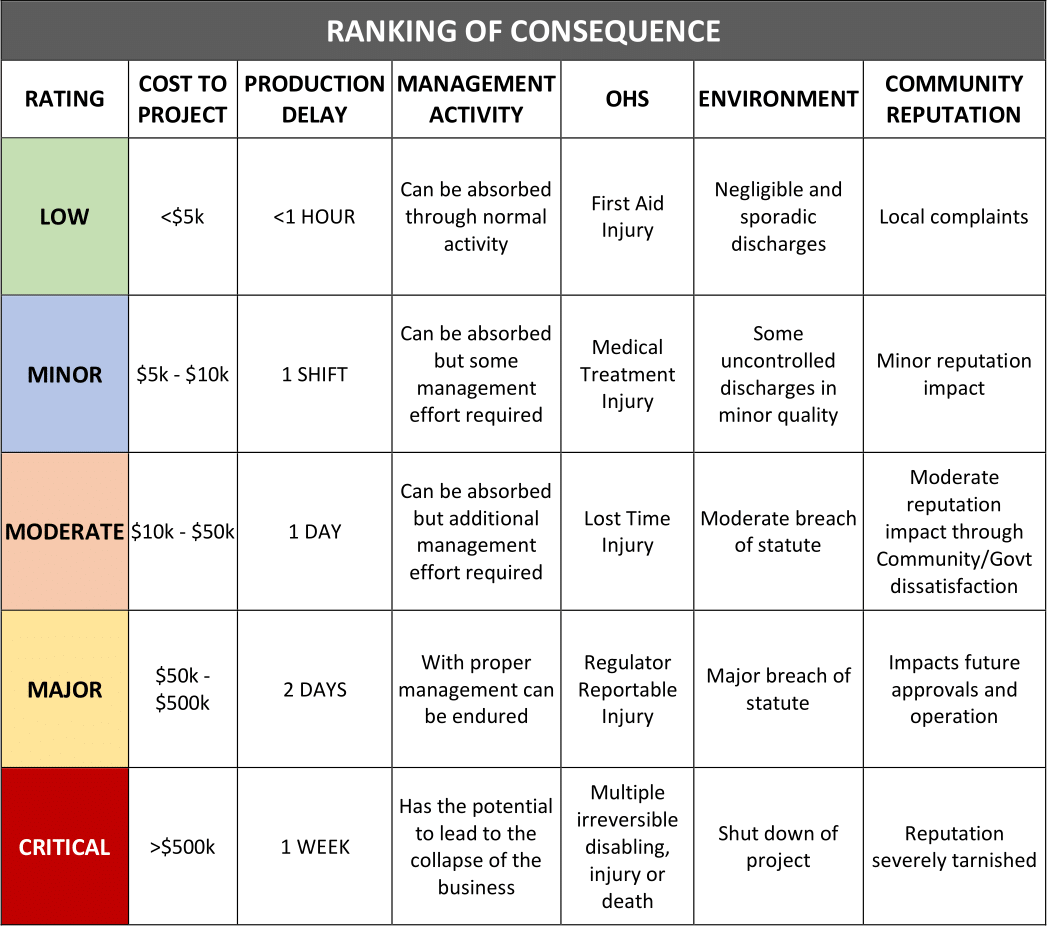 RANKING OF CONSEQUENCE
RATING
COST TO
PROJECT
PRODUCTION
DELAY
MANAGEMENT
ACTIVITY
OHS
ENVIRONMENT
COMMUNITY
REPUTATION
LOW
<$5k
<1 HOUR
Can be absorbed
through normal
activity
First Aid
Injury
Negligible and
sporadic
discharges
Local complaints
MINOR
$5k - $10k
1 SHIFT
Can be absorbed
but some
management
effort required
Medical
Treatment
Injury
Some
uncontrolled
discharges in
minor quality
Minor reputation
impact
MODERATE
$10k - $50k
1 DAY
Can be absorbed
but additional
management
effort required
Lost Time
Injury
Moderate breach
of statute
Moderate
reputation
impact through
Community/Govt
dissatisfaction
MAJOR
$50k -
$500k
2 DAYS
With proper
management can
be endured
Regulator
Reportable
Injury
Major breach of
statute
Impacts future
approvals and
operation
CRITICAL
>$500k
1 WEEK
Has the potential
to lead to the
collapse of the
business
Multiple
irreversible
disabling,
injury or
death
Shut down of
project
Reputation
severely tarnished